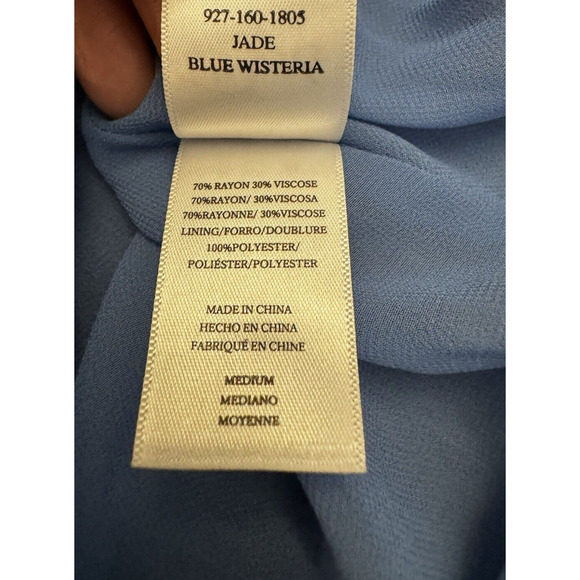 927-160-1805
JADE
BLUE WISTERIA
70% RAYON 30% VISCOSE
70%RAYON/ 30%VISCOSA
70%RAYONNE/ 30%VISCOSE
LINING/FORRO/DOUBLURE
100%POLYESTER/
POLIÉSTER/POLYESTER
MADE IN CHINA
HECHO EN CHINA
FABRIQUÉ EN CHINE
MEDIUM
MEDIANO
MOYENNE